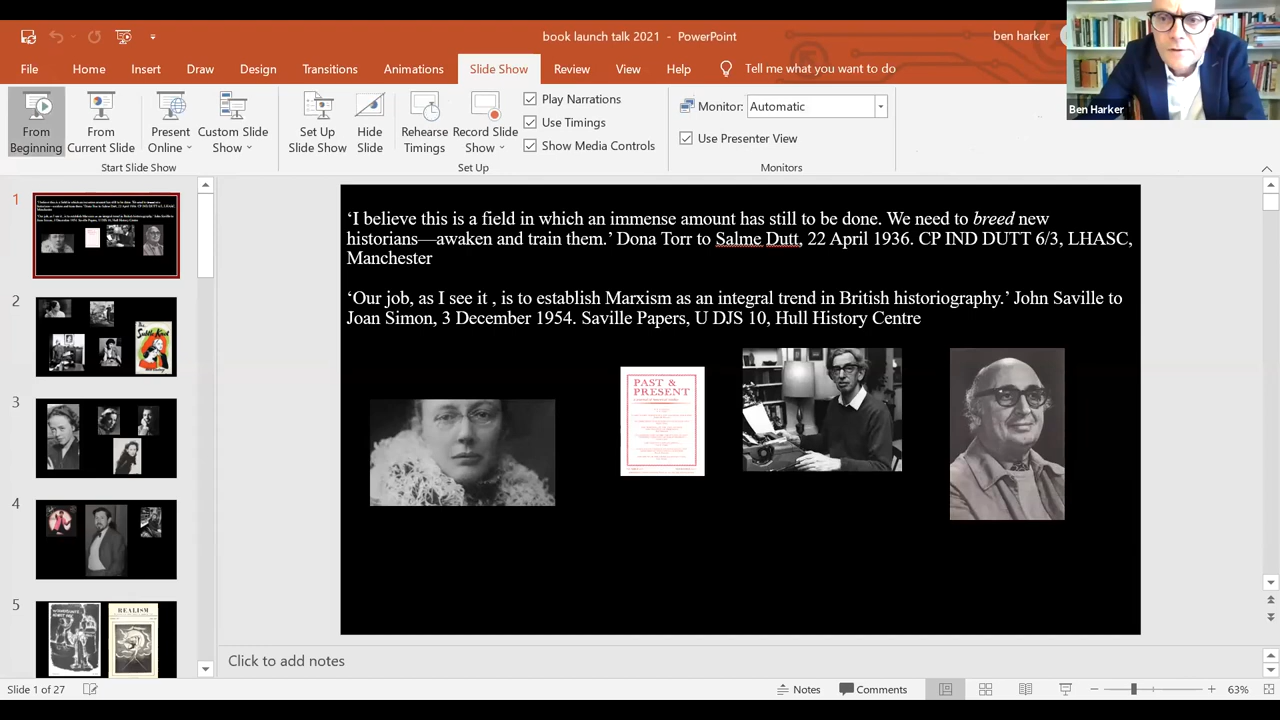 book launch talk 2021 - PowerPoint
ben harker
File Home Insert Draw Design Transitions Animations Slide Show Review View Help Tell me what you want to do
From Beginning
From Current Slide
Present Online
Custom Slide Show
Start Slide Show
Set Up Slide Show
Hide Slide
Rehearse Timings
Record Slide Show
Play Narrations
Use Timings
Show Media Controls
Set Up
Monitor: Automatic
Use Presenter View
Monitors
Ben Harker
1
2
3
4
5
REALISM
‘I believe this is a field in which an immense amount has still to be done. We need to breed new
historians—awaken and train them.’ Dona Torr to Salme Dutt, 22 April 1936. CP IND DUTT 6/3, LHASC,
Manchester
‘Our job, as I see it , is to establish Marxism as an integral trend in British historiography.’ John Saville to
Joan Simon, 3 December 1954. Saville Papers, U DJS 10, Hull History Centre
PAST &
PRESENT
Click to add notes
Slide 1 of 27
Notes Comments 63%